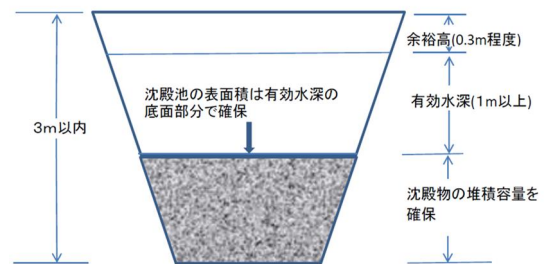 余裕高(0.3m程度)
沈殿池の表面積は有効水深の
底面部分で確保
有効水深(1m以上)
3m以内
沈殿物の堆積容量を
確保